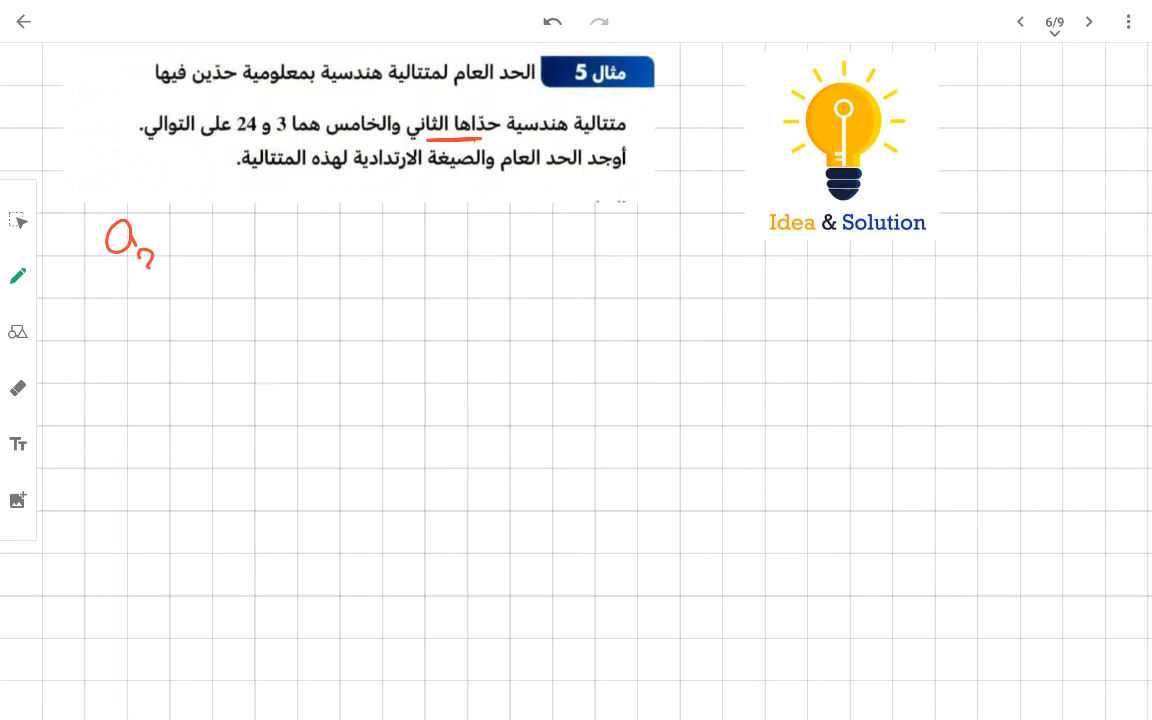 6/9
مثال 5 الحد العام لمتتالية هندسية بمعلومية حدّين فيها
متتالية هندسية حدّاها الثاني والخامس هما 3 و 24 على التوالي.
أوجد الحد العام والصيغة الارتدادية لهذه المتتالية.
Idea & Solution
a₂
Tт